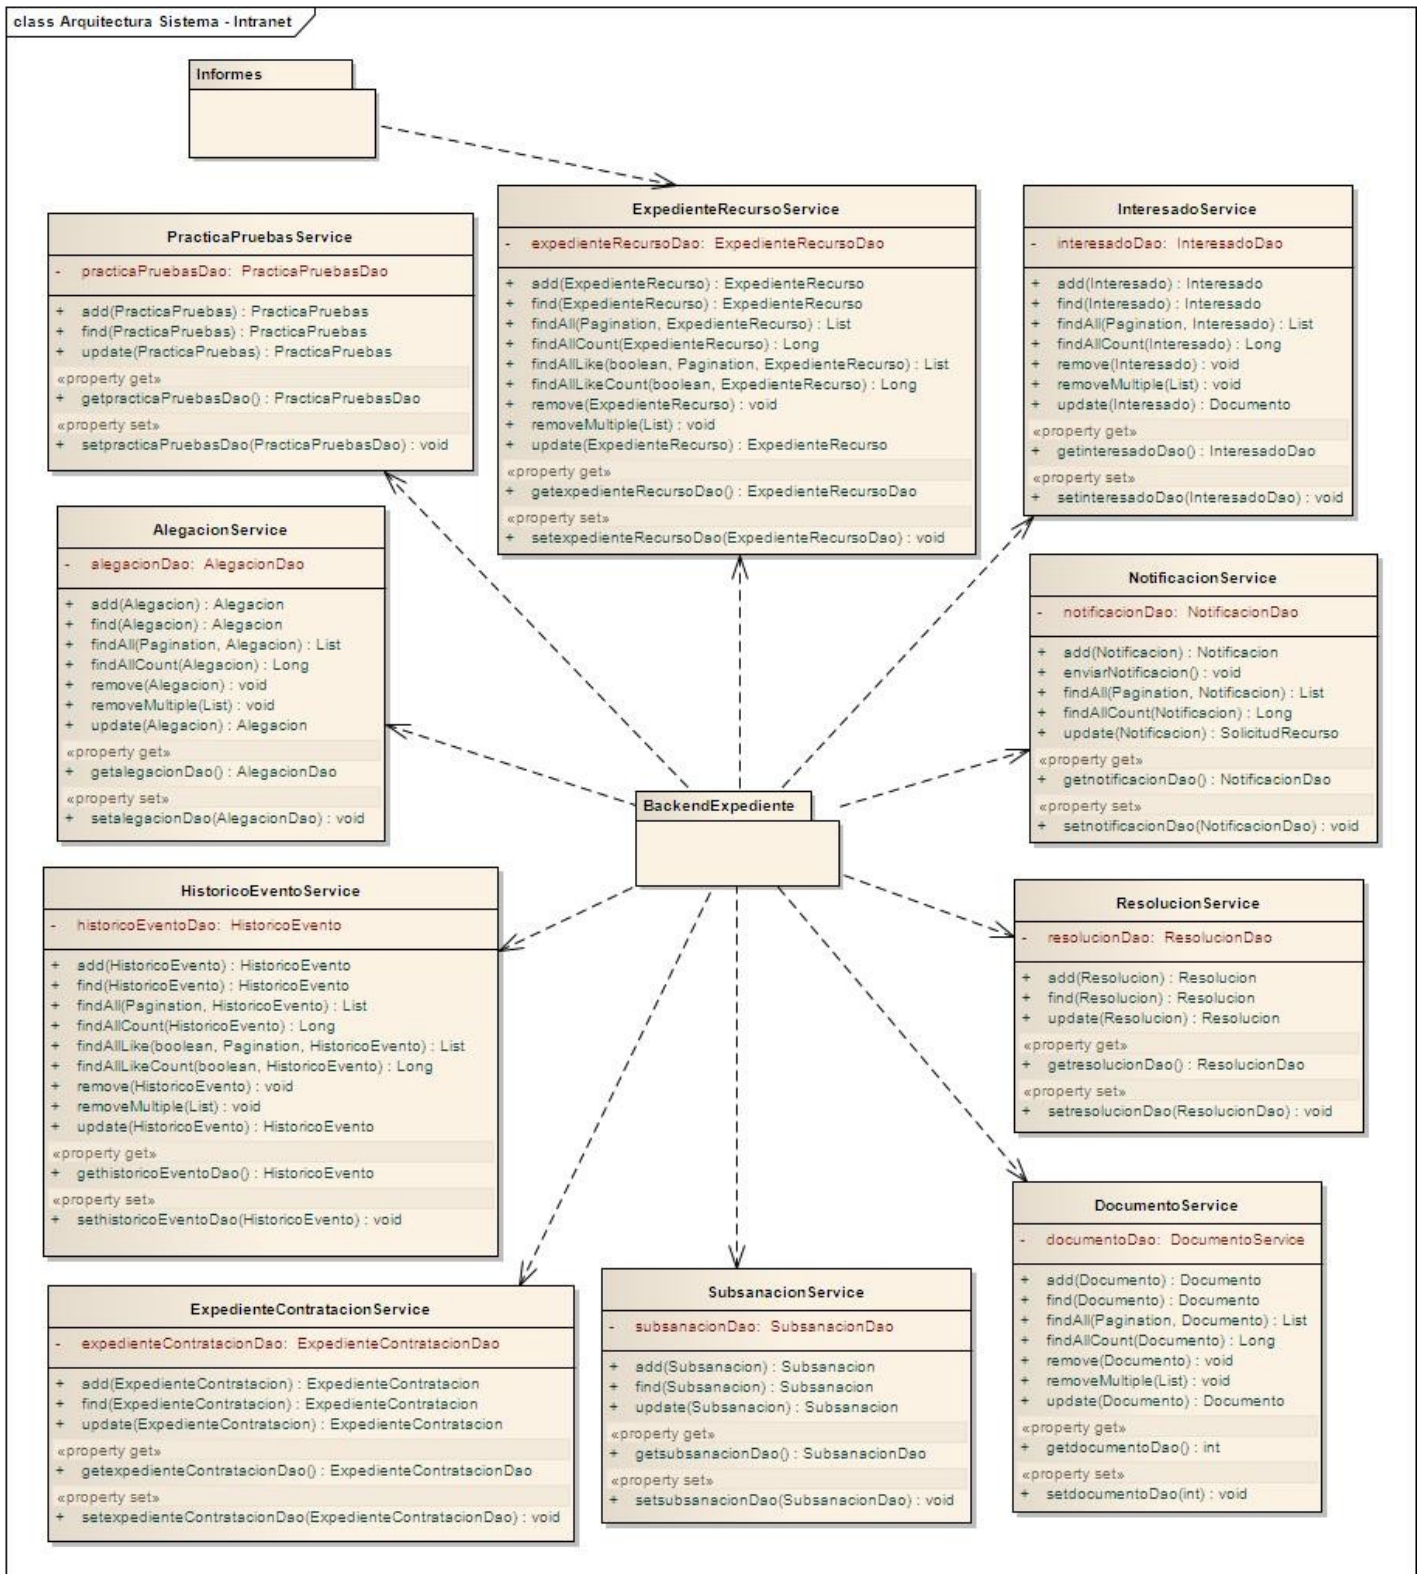 class Arquitectura Sistema - Intranet
Informes
PracticaPruebasService
- practicaPruebasDao: PracticaPruebasDao
+ add(PracticaPruebas) : PracticaPruebas
+ find(PracticaPruebas) : PracticaPruebas
+ update(PracticaPruebas) : PracticaPruebas
«property get»
+ getpracticaPruebasDao() : PracticaPruebasDao
«property set»
+ setpracticaPruebasDao(PracticaPruebasDao) : void
ExpedienteRecursoService
- expedienteRecursoDao: ExpedienteRecursoDao
+ add(ExpedienteRecurso) : ExpedienteRecurso
+ find(ExpedienteRecurso) : ExpedienteRecurso
+ findAll(Pagination, ExpedienteRecurso) : List
+ findAllCount(ExpedienteRecurso) : Long
+ findAllLike(boolean, Pagination, ExpedienteRecurso) : List
+ findAllLikeCount(boolean, ExpedienteRecurso) : Long
+ remove(ExpedienteRecurso) : void
+ removeMultiple(List) : void
+ update(ExpedienteRecurso) : ExpedienteRecurso
«property get»
+ getexpedienteRecursoDao() : ExpedienteRecursoDao
«property set»
+ setexpedienteRecursoDao(ExpedienteRecursoDao) : void
InteresadoService
- interesadoDao: InteresadoDao
+ add(Interesado) : Interesado
+ find(Interesado) : Interesado
+ findAll(Pagination, Interesado) : List
+ findAllCount(Interesado) : Long
+ remove(Interesado) : void
+ removeMultiple(List) : void
+ update(Interesado) : Documento
«property get»
+ getinteresadoDao() : InteresadoDao
«property set»
+ setinteresadoDao(InteresadoDao) : void
AlegacionService
- alegacionDao: AlegacionDao
+ add(Alegacion) : Alegacion
+ find(Alegacion) : Alegacion
+ findAll(Pagination, Alegacion) : List
+ findAllCount(Alegacion) : Long
+ remove(Alegacion) : void
+ removeMultiple(List) : void
+ update(Alegacion) : Alegacion
«property get»
+ getalegacionDao() : AlegacionDao
«property set»
+ setalegacionDao(AlegacionDao) : void
NotificacionService
- notificacionDao: NotificacionDao
+ add(Notificacion) : Notificacion
+ enviarNotificacion() : void
+ findAll(Pagination, Notificacion) : List
+ findAllCount(Notificacion) : Long
+ update(Notificacion) : SolicitudRecurso
«property get»
+ getnotificacionDao() : NotificacionDao
«property set»
+ setnotificacionDao(NotificacionDao) : void
BackendExpediente
HistoricoEventoService
- historicoEventoDao: HistoricoEvento
+ add(HistoricoEvento) : HistoricoEvento
+ find(HistoricoEvento) : HistoricoEvento
+ findAll(Pagination, HistoricoEvento) : List
+ findAllCount(HistoricoEvento) : Long
+ findAllLike(boolean, Pagination, HistoricoEvento) : List
+ findAllLikeCount(boolean, HistoricoEvento) : Long
+ remove(HistoricoEvento) : void
+ removeMultiple(List) : void
+ update(HistoricoEvento) : HistoricoEvento
«property get»
+ gethistoricoEventoDao() : HistoricoEvento
«property set»
+ sethistoricoEventoDao(HistoricoEvento) : void
ResolucionService
- resolucionDao: ResolucionDao
+ add(Resolucion) : Resolucion
+ find(Resolucion) : Resolucion
+ update(Resolucion) : Resolucion
«property get»
+ getresolucionDao() : ResolucionDao
«property set»
+ setresolucionDao(ResolucionDao) : void
DocumentoService
- documentoDao: DocumentoService
+ add(Documento) : Documento
+ find(Documento) : Documento
+ findAll(Pagination, Documento) : List
+ findAllCount(Documento) : Long
+ remove(Documento) : void
+ removeMultiple(List) : void
+ update(Documento) : Documento
«property get»
+ getdocumentoDao() : int
«property set»
+ setdocumentoDao(int) : void
ExpedienteContratacionService
- expedienteContratacionDao: ExpedienteContratacionDao
+ add(ExpedienteContratacion) : ExpedienteContratacion
+ find(ExpedienteContratacion) : ExpedienteContratacion
+ update(ExpedienteContratacion) : ExpedienteContratacion
«property get»
+ getexpedienteContratacionDao() : ExpedienteContratacionDao
«property set»
+ setexpedienteContratacionDao(ExpedienteContratacionDao) : void
SubsanacionService
- subsanacionDao: SubsanacionDao
+ add(Subsanacion) : Subsanacion
+ find(Subsanacion) : Subsanacion
+ update(Subsanacion) : Subsanacion
«property get»
+ getsubsanacionDao() : SubsanacionDao
«property set»
+ setsubsanacionDao(SubsanacionDao) : void